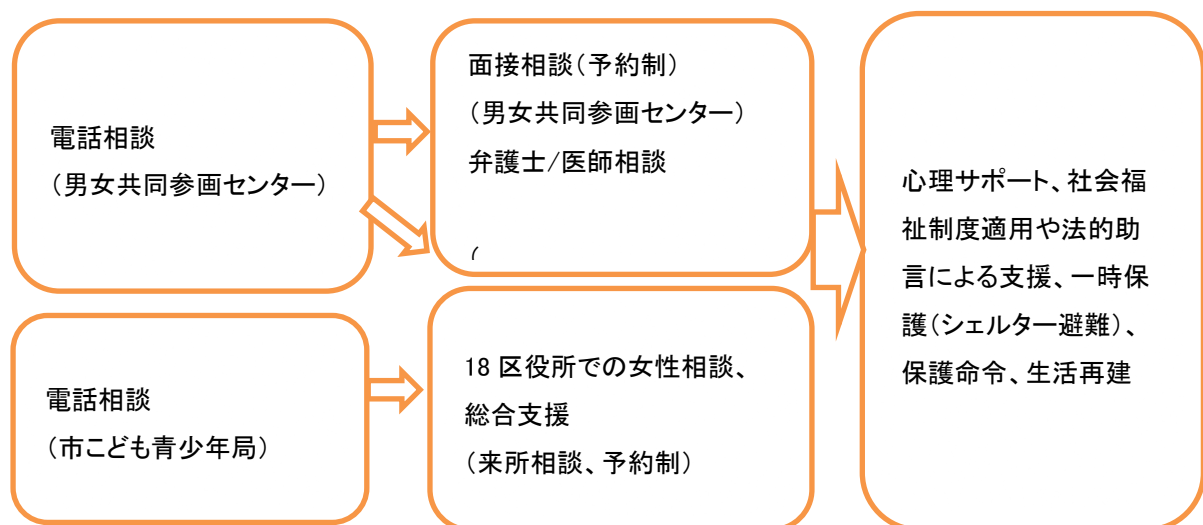 電話相談
（男女共同参画センター）
面接相談（予約制）
（男女共同参画センター）
弁護士/医師相談
（
電話相談
（市こども青少年局）
18 区役所での女性相談、
総合支援
（来所相談、予約制）
心理サポート、社会福
祉制度適用や法的助
言による支援、一時保
護（シェルター避難）、
保護命令、生活再建